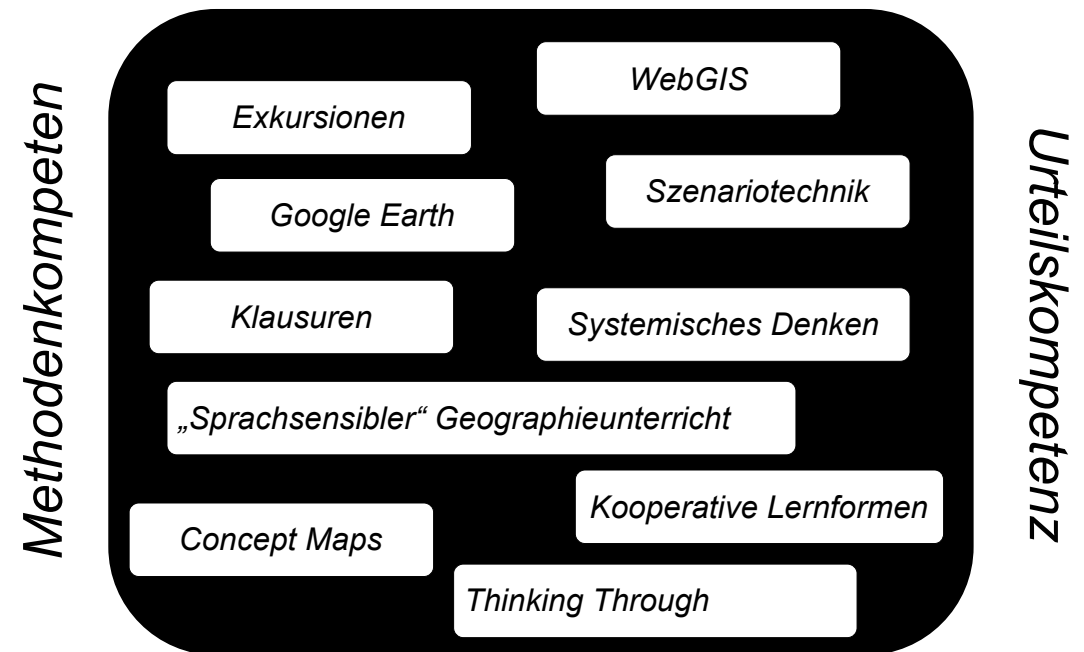 Methodenkompeten
WebGIS
Exkursionen
Szenariotechnik
Google Earth
Klausuren
Systemisches Denken
„Sprachsensibler“ Geographieunterricht
Kooperative Lernformen
Concept Maps
Thinking Through
Urteilskompetenz